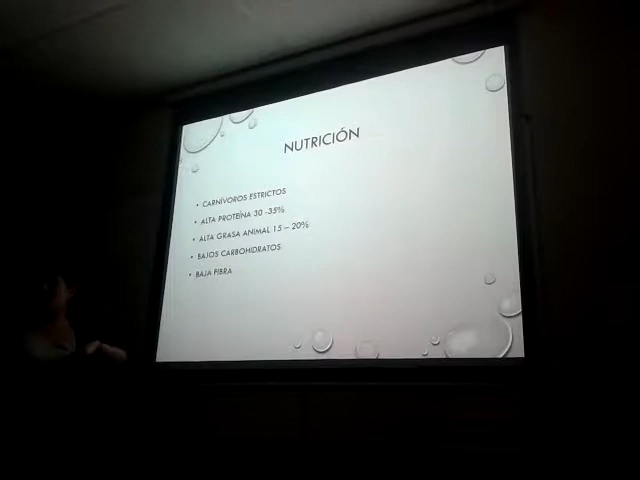 NUTRICIÓN
• CARNÍVOROS ESTRICTOS
• ALTA PROTEÍNA 30 -35%
• ALTA GRASA ANIMAL 15 – 20%
• BAJOS CARBOHIDRATOS
• BAJA FIBRA